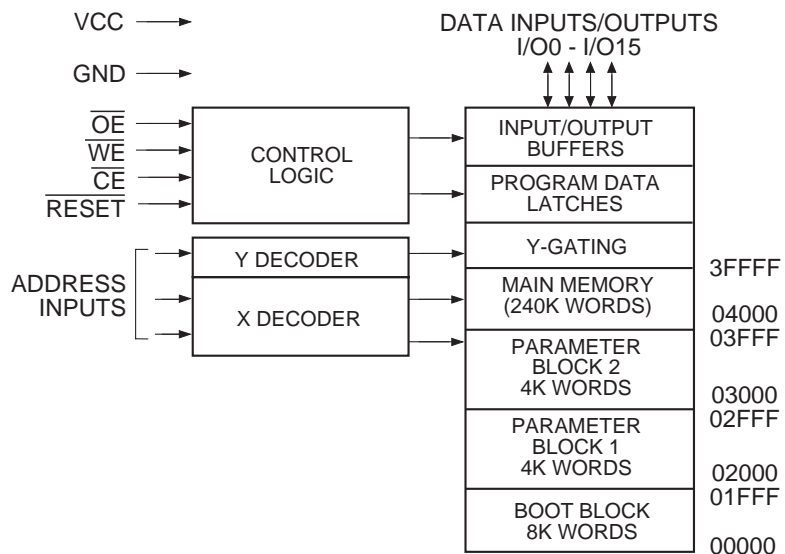 VCC
GND
OE
WE
CE
RESET
ADDRESS
INPUTS
CONTROL
LOGIC
Y DECODER
X DECODER
DATA INPUTS/OUTPUTS
I/O0 - I/O15
INPUT/OUTPUT
BUFFERS
PROGRAM DATA
LATCHES
Y-GATING
MAIN MEMORY
(240K WORDS)
PARAMETER
BLOCK 2
4K WORDS
PARAMETER
BLOCK 1
4K WORDS
BOOT BLOCK
8K WORDS
3FFFF
04000
03FFF
03000
02FFF
02000
01FFF
00000